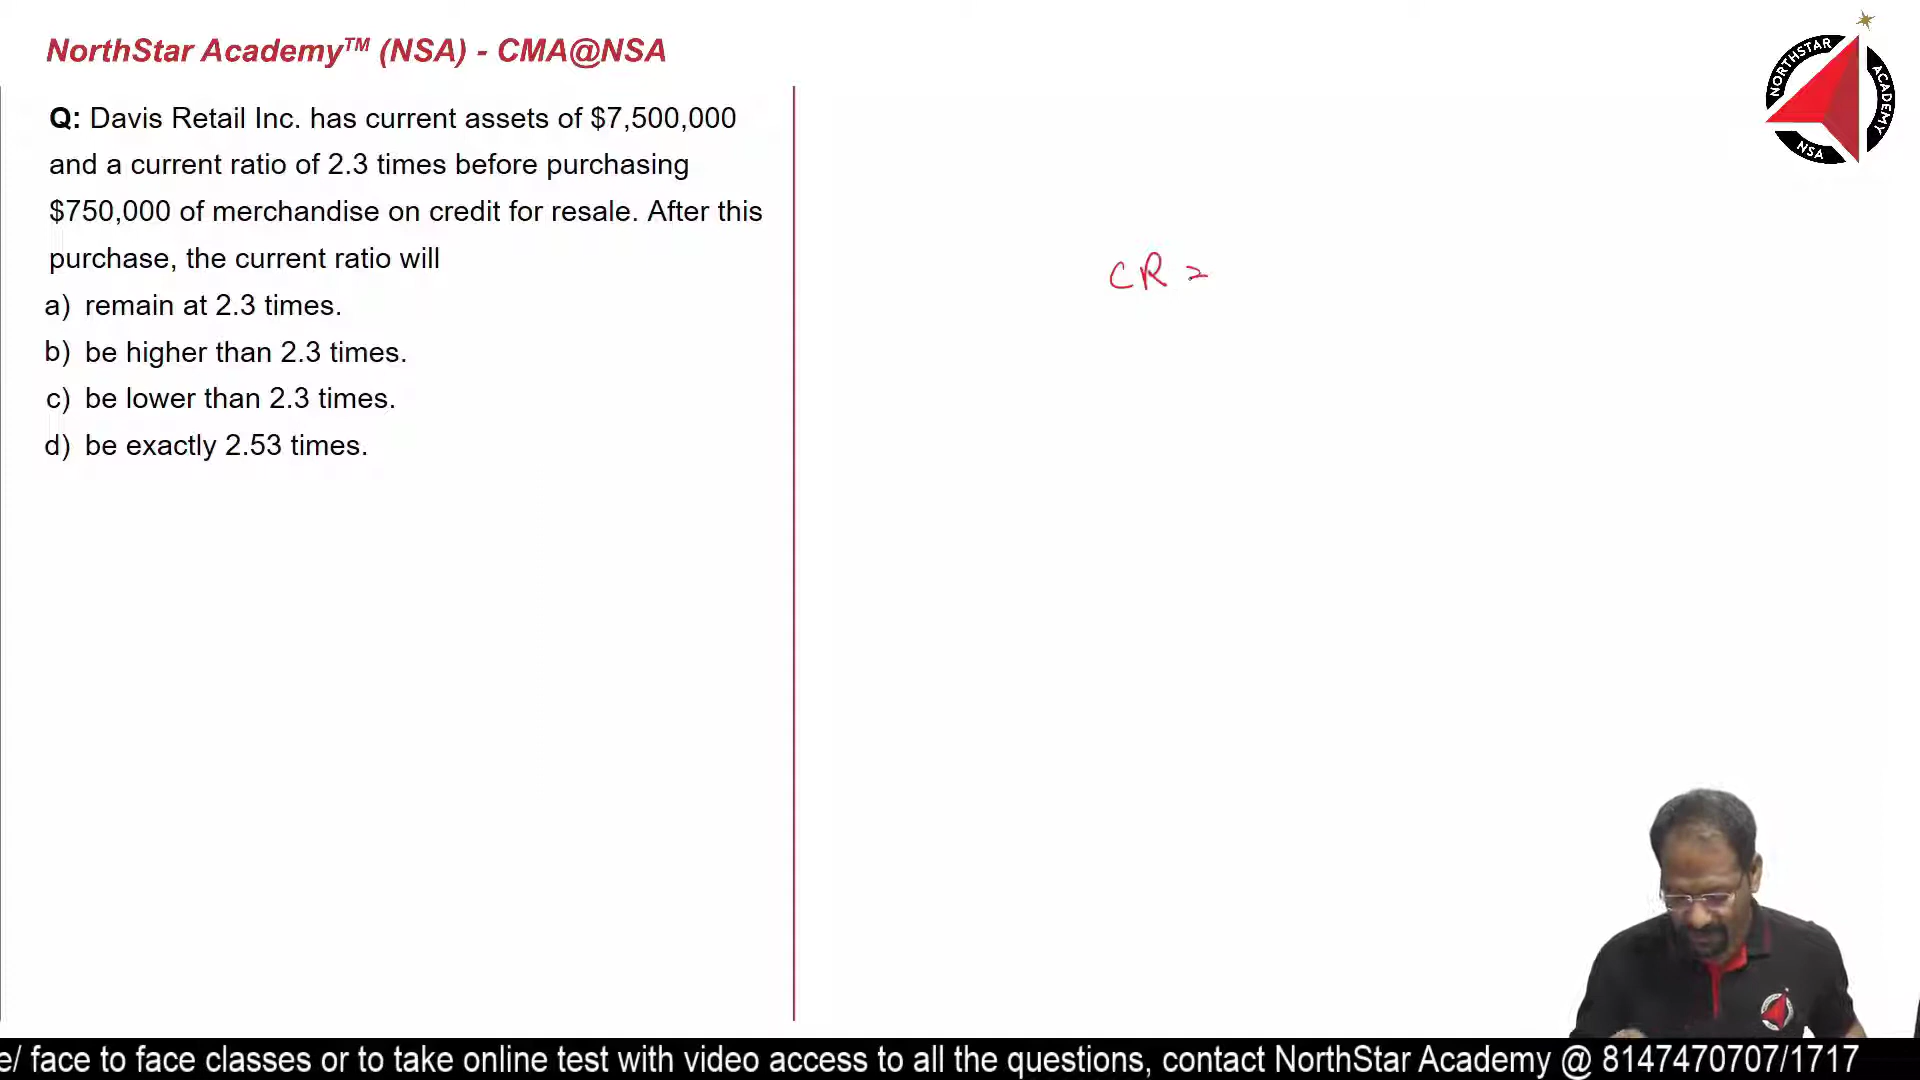 NorthStar Academy™ (NSA) - CMA@NSA
Q: Davis Retail Inc. has current assets of $7,500,000
and a current ratio of 2.3 times before purchasing
$750,000 of merchandise on credit for resale. After this
purchase, the current ratio will
a) remain at 2.3 times.
b) be higher than 2.3 times.
c) be lower than 2.3 times.
d) be exactly 2.53 times.
CR =
NORTHSTAR
ACADEMY
NSA
e/ face to face classes or to take online test with video access to all the questions, contact NorthStar Academy @ 8147470707/1717